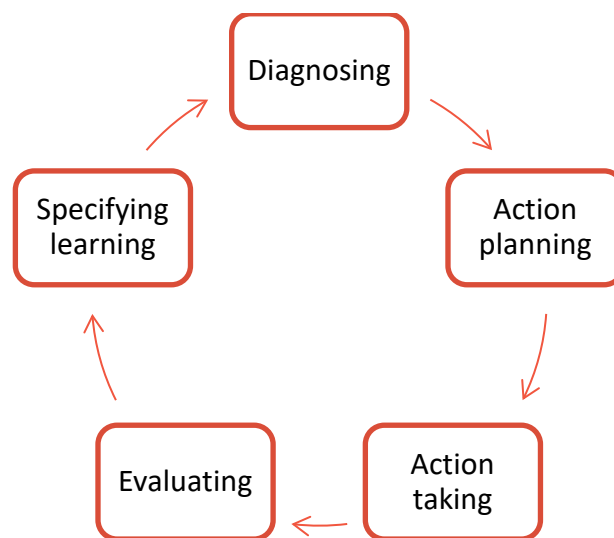 Diagnosing
Action
planning
Action
taking
Evaluating
Specifying
learning